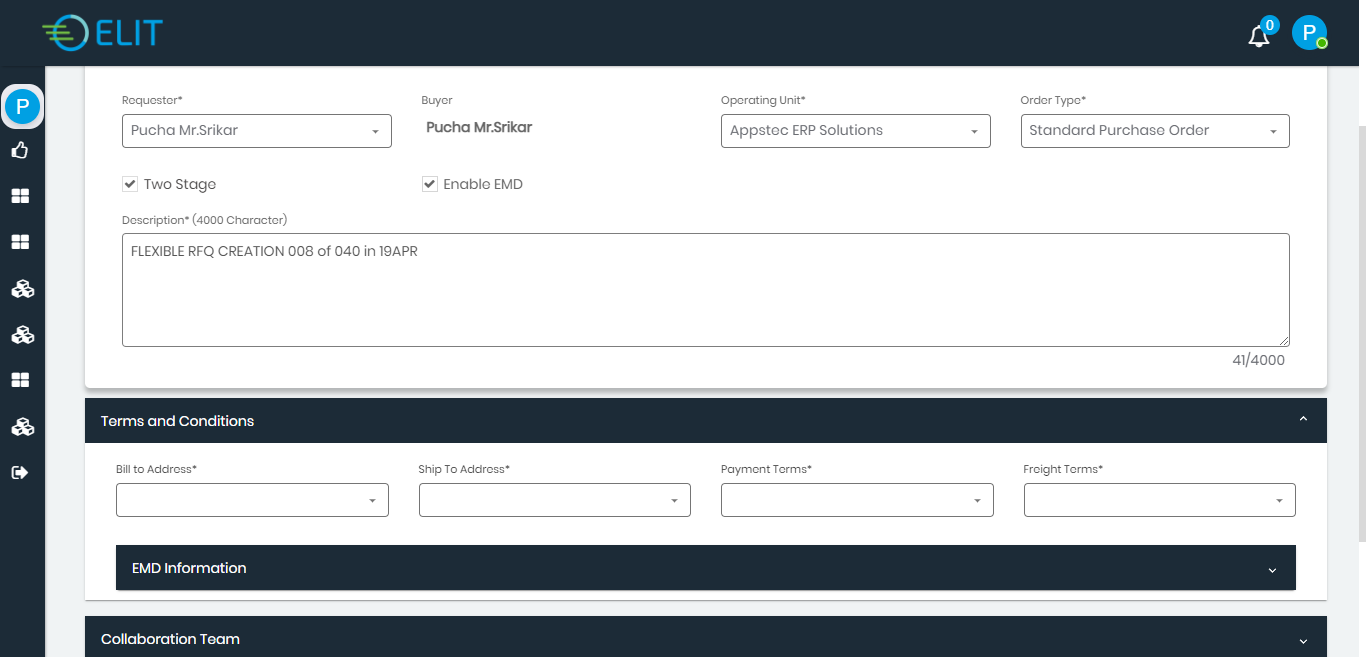 ELIT
0
P
P
Requester*
Buyer
Operating Unit*
Order Type*
Pucha Mr.Srikar
Pucha Mr.Srikar
Appstec ERP Solutions
Standard Purchase Order
Two Stage
Enable EMD
Description* (4000 Character)
FLEXIBLE RFQ CREATION 008 of 040 in 19APR
41/4000
Terms and Conditions
Bill to Address*
Ship To Address*
Payment Terms*
Freight Terms*
EMD Information
Collaboration Team